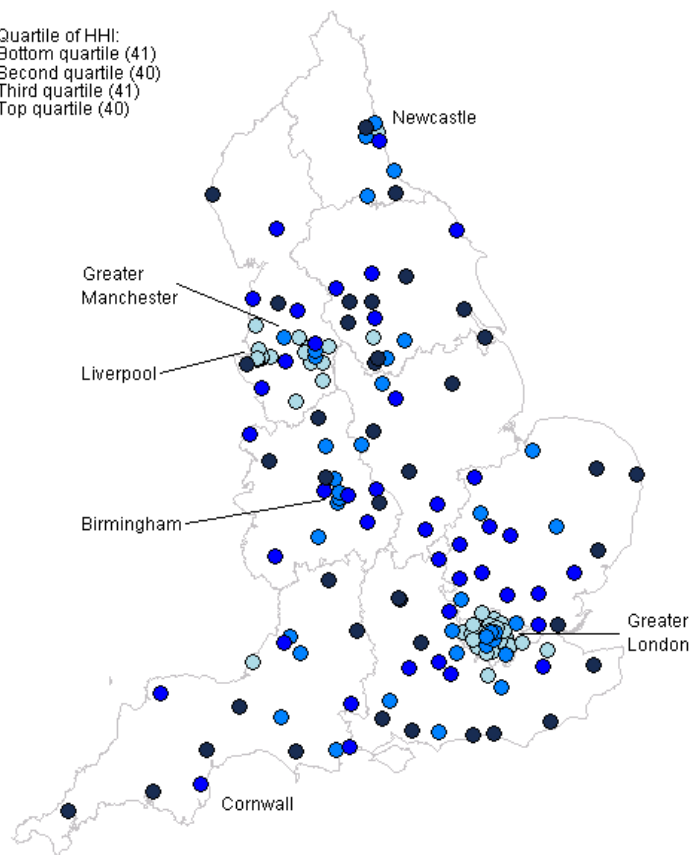 Quartile of HHI:
Bottom quartile (41)
Second quartile (40)
Third quartile (41)
Top quartile (40)
Newcastle
Greater
Manchester
Liverpool
Birmingham
Greater
London
Cornwall